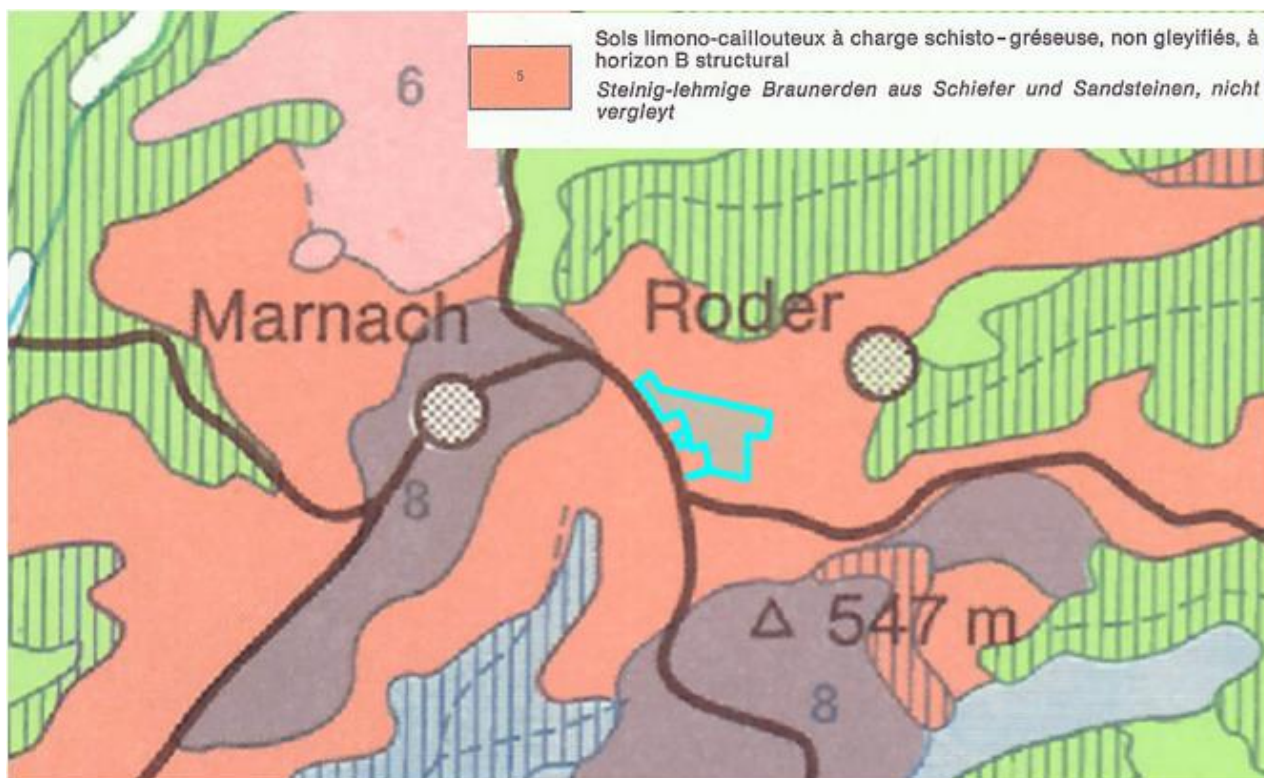 Sols limono-caillouteux à charge schisto-gréseuse, non gleyifiés, à
horizon B structural
5
Steinig-lehmige Braunerden aus Schiefer und Sandsteinen, nicht
vergleyt
6
Marnach
Roder
8
547 m
8